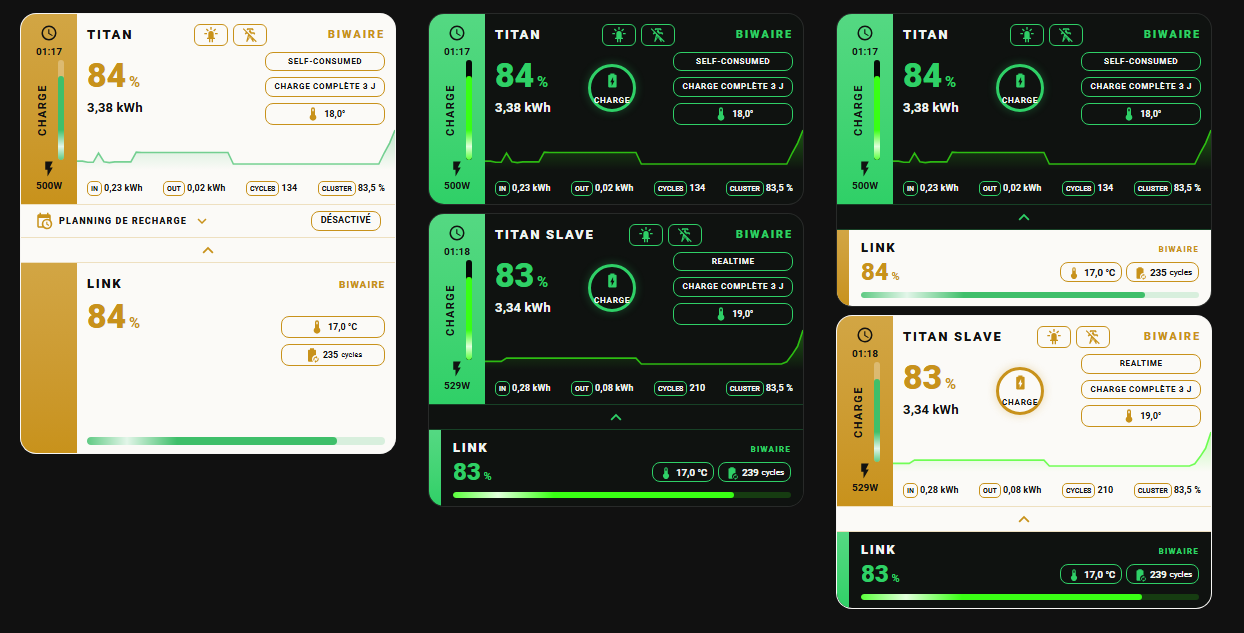 01:17
TITAN
BIWAIRE
84 %
3,38 kWh
SELF-CONSUMED
CHARGE COMPLÈTE 3 J
18,0°
CHARGE
500W
IN 0,23 kWh OUT 0,02 kWh CYCLES 134 CLUSTER 83,5 %
PLANNING DE RECHARGE
DÉSACTIVÉ
LINK
BIWAIRE
84 %
17,0 °C
235 cycles
01:17
TITAN
BIWAIRE
84 %
3,38 kWh
CHARGE
SELF-CONSUMED
CHARGE COMPLÈTE 3 J
18,0°
CHARGE
500W
IN 0,23 kWh OUT 0,02 kWh CYCLES 134 CLUSTER 83,5 %
01:18
TITAN SLAVE
BIWAIRE
83 %
3,34 kWh
CHARGE
REALTIME
CHARGE COMPLÈTE 3 J
19,0°
CHARGE
529W
IN 0,28 kWh OUT 0,08 kWh CYCLES 210 CLUSTER 83,5 %
LINK
BIWAIRE
83 %
17,0 °C 239 cycles
01:17
TITAN
BIWAIRE
84 %
3,38 kWh
CHARGE
SELF-CONSUMED
CHARGE COMPLÈTE 3 J
18,0°
CHARGE
500W
IN 0,23 kWh OUT 0,02 kWh CYCLES 134 CLUSTER 83,5 %
LINK
BIWAIRE
84 %
17,0 °C 235 cycles
01:18
TITAN SLAVE
BIWAIRE
83 %
3,34 kWh
CHARGE
REALTIME
CHARGE COMPLÈTE 3 J
19,0°
CHARGE
529W
IN 0,28 kWh OUT 0,08 kWh CYCLES 210 CLUSTER 83,5 %
LINK
BIWAIRE
83 %
17,0 °C 239 cycles